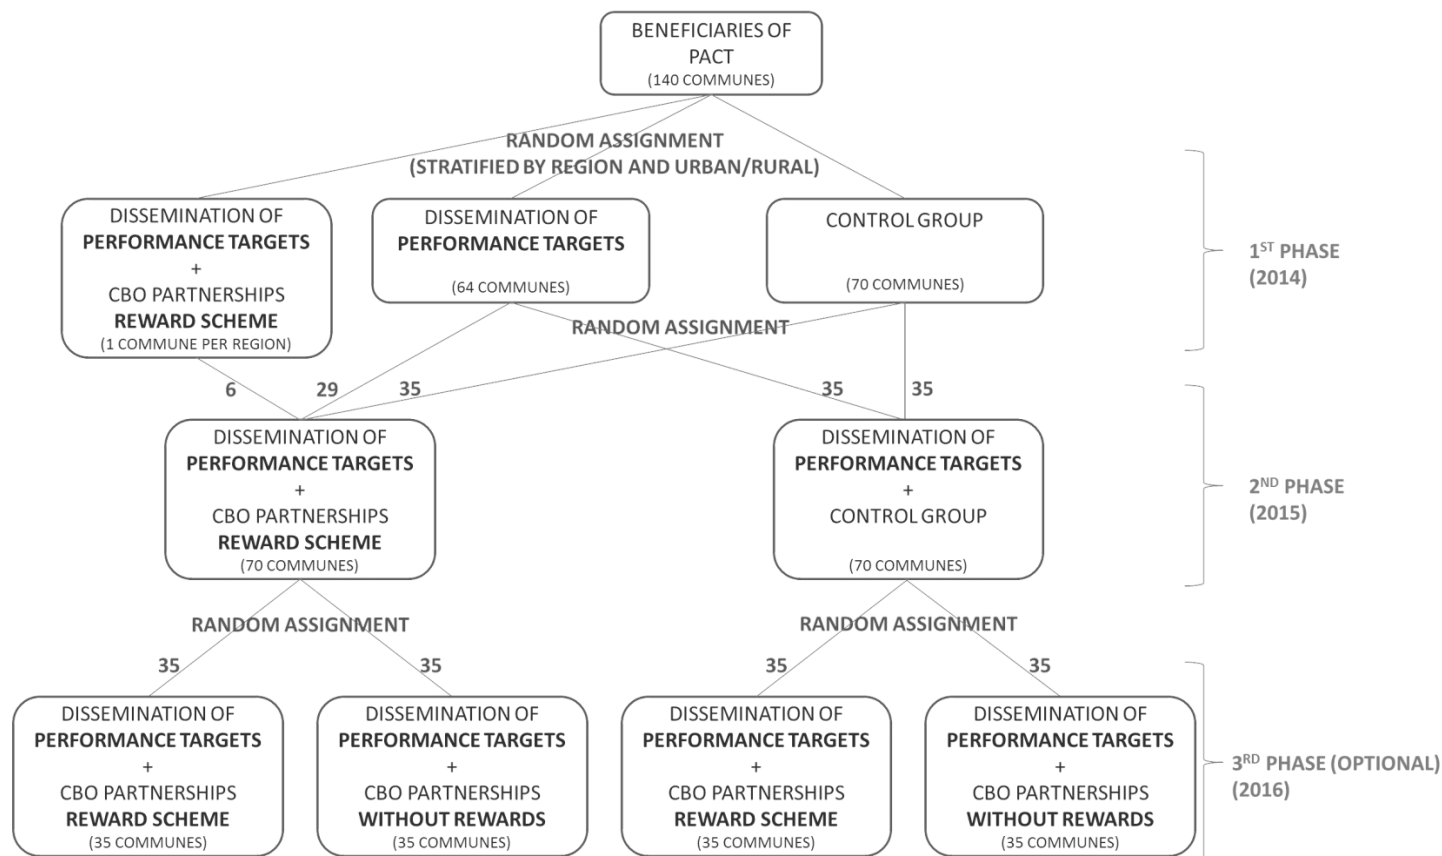 BENEFICIARIES OF
PACT
(140 COMMUNES)
RANDOM ASSIGNMENT
(STRATIFIED BY REGION AND URBAN/RURAL)
DISSEMINATION OF
PERFORMANCE TARGETS
+
CBO PARTNERSHIPS
REWARD SCHEME
(1 COMMUNE PER REGION)
DISSEMINATION OF
PERFORMANCE TARGETS
(64 COMMUNES)
CONTROL GROUP
(70 COMMUNES)
1ST PHASE
(2014)
RANDOM ASSIGNMENT
6
29
35
35
35
DISSEMINATION OF
PERFORMANCE TARGETS
+
CBO PARTNERSHIPS
REWARD SCHEME
(70 COMMUNES)
DISSEMINATION OF
PERFORMANCE TARGETS
+
CONTROL GROUP
(70 COMMUNES)
2ND PHASE
(2015)
RANDOM ASSIGNMENT
RANDOM ASSIGNMENT
35
35
35
35
DISSEMINATION OF
PERFORMANCE TARGETS
+
CBO PARTNERSHIPS
REWARD SCHEME
(35 COMMUNES)
DISSEMINATION OF
PERFORMANCE TARGETS
+
CBO PARTNERSHIPS
WITHOUT REWARDS
(35 COMMUNES)
DISSEMINATION OF
PERFORMANCE TARGETS
+
CBO PARTNERSHIPS
REWARD SCHEME
(35 COMMUNES)
DISSEMINATION OF
PERFORMANCE TARGETS
+
CBO PARTNERSHIPS
WITHOUT REWARDS
(35 COMMUNES)
3RD PHASE (OPTIONAL)
(2016)